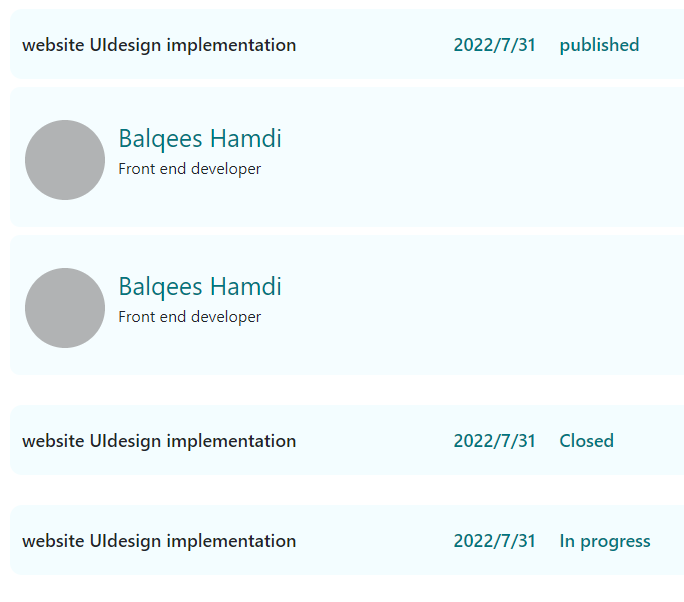 website UIdesign implementation 2022/7/31 published
Balqees Hamdi
Front end developer
Balqees Hamdi
Front end developer
website UIdesign implementation 2022/7/31 Closed
website UIdesign implementation 2022/7/31 In progress